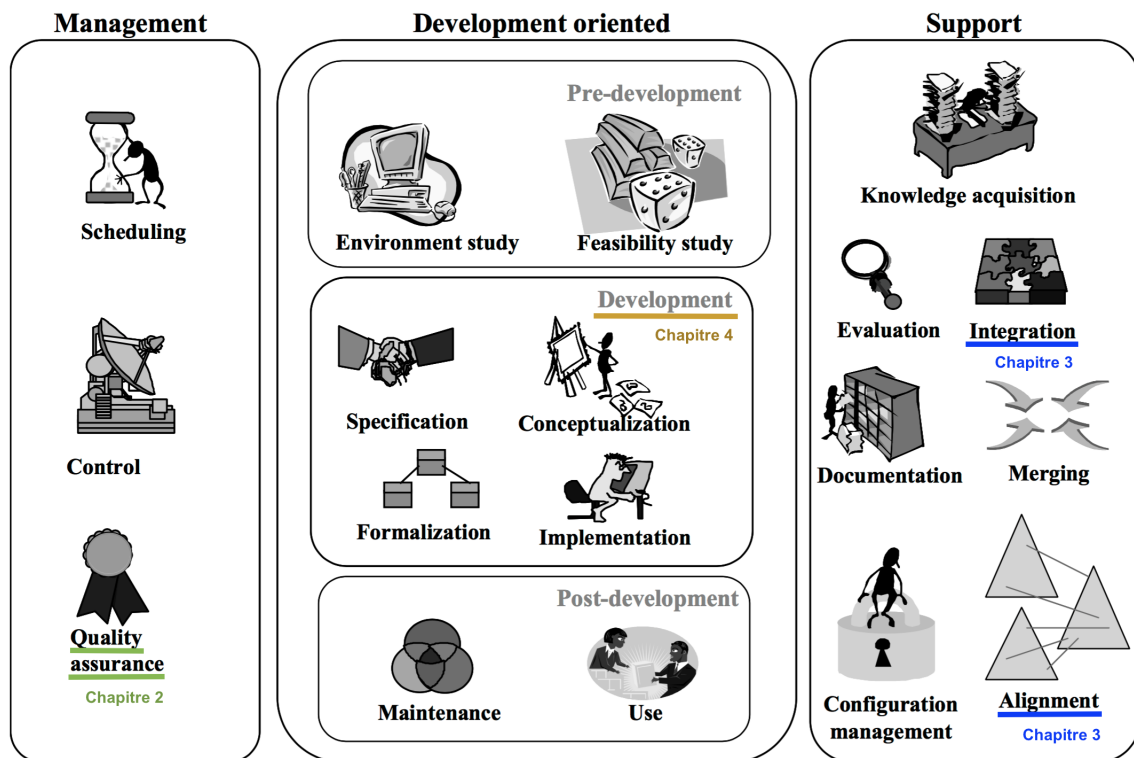 Management
Scheduling
Control
Quality
assurance
Chapitre 2
Development oriented
Pre-development
Environment study
Feasibility study
Development
Chapitre 4
Specification
Conceptualization
Formalization
Implementation
Post-development
Maintenance
Use
Support
Knowledge acquisition
Evaluation
Integration
Chapitre 3
Documentation
Merging
Configuration
management
Alignment
Chapitre 3